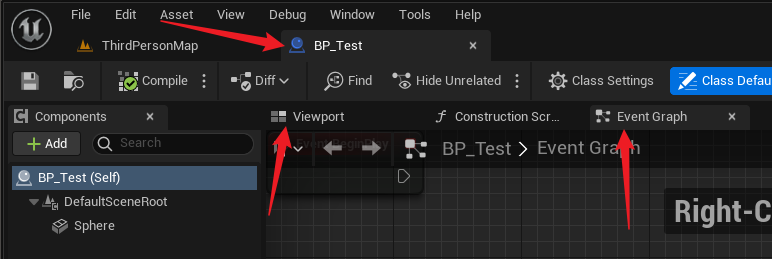 File Edit Asset View Debug Window Tools Help
ThirdPersonMap BP_Test
Compile Diff Find Hide Unrelated Class Settings Class Defau
Components Viewport Construction Scr... Event Graph
Add Search
BP_Test > Event Graph
BP_Test (Self)
DefaultSceneRoot
Right-C
Sphere